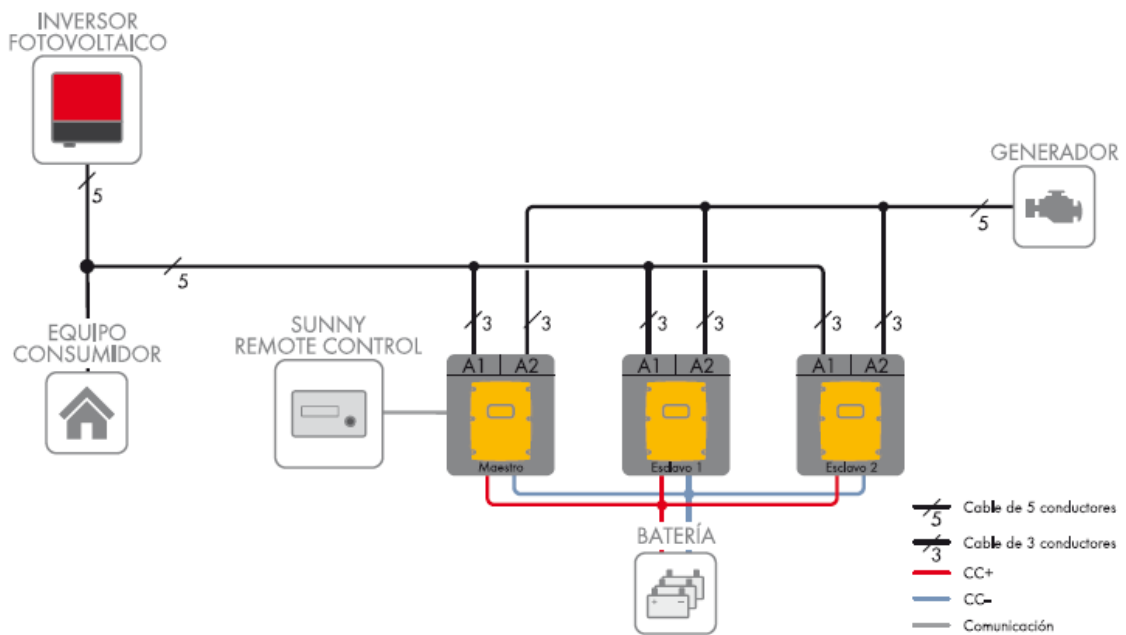 INVERSOR
FOTOVOLTAICO
5
GENERADOR
5
5
EQUIPO
CONSUMIDOR
SUNNY
REMOTE CONTROL
3
3
3
3
3
3
A1
A2
A1
A2
A1
A2
Maestro
Esclavo 1
Esclavo 2
BATERÍA
5 Cable de 5 conductores
3 Cable de 3 conductores
CC+
CC-
Comunicación